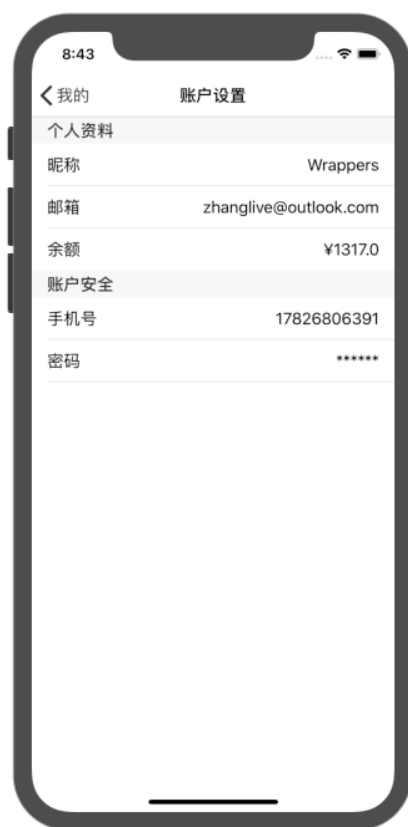 8:43
我的 账户设置
个人资料
昵称 Wrappers
邮箱 zhanglive@outlook.com
余额 ¥1317.0
账户安全
手机号 17826806391
密码 ******